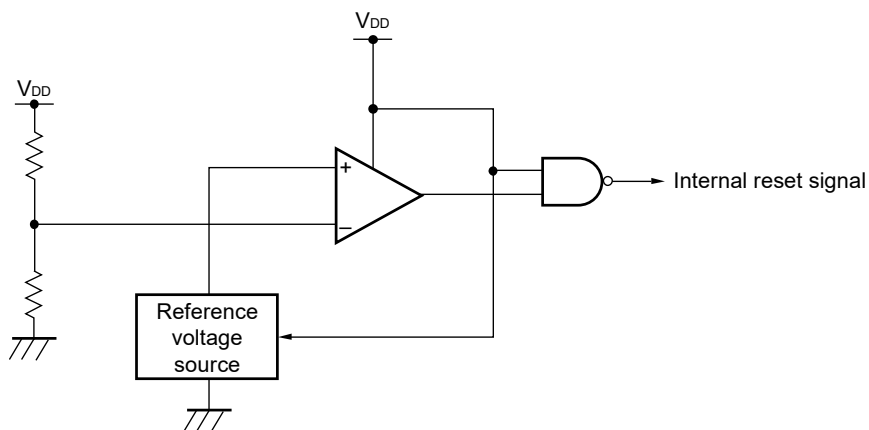 VDD
VDD
+
−
Internal reset signal
Reference
voltage
source